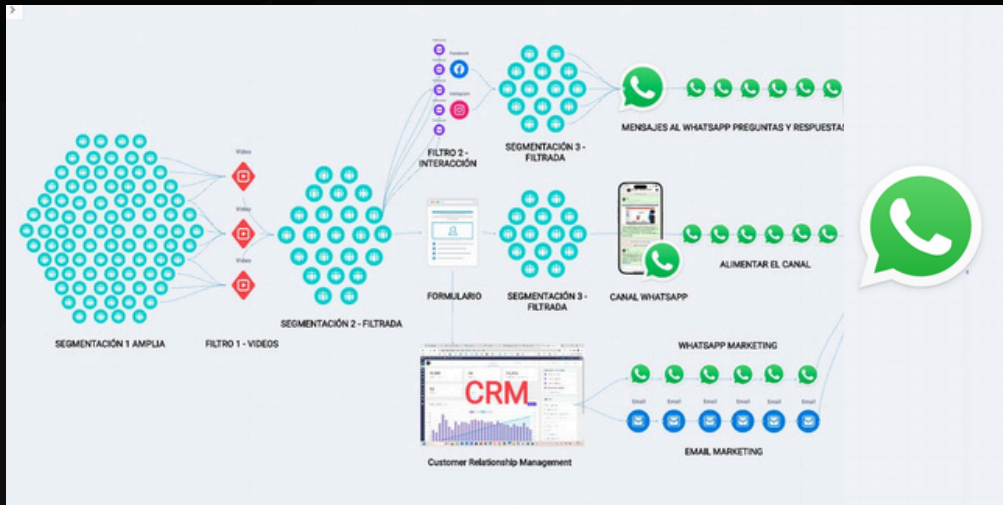 Video
Video
Video
Facebook
Instagram
SEGMENTACIÓN 1 AMPLIA
FILTRO 1 - VIDEOS
SEGMENTACIÓN 2 - FILTRADA
FILTRO 2 -
INTERACCIÓN
SEGMENTACIÓN 3 -
FILTRADA
MENSAJES AL WHATSAPP PREGUNTAS Y RESPUESTAS
FORMULARIO
SEGMENTACIÓN 3 -
FILTRADA
CANAL WHATSAPP
ALIMENTAR EL CANAL
CRM
Customer Relationship Management
WHATSAPP MARKETING
Email
Email
Email
Email
Email
Email
EMAIL MARKETING